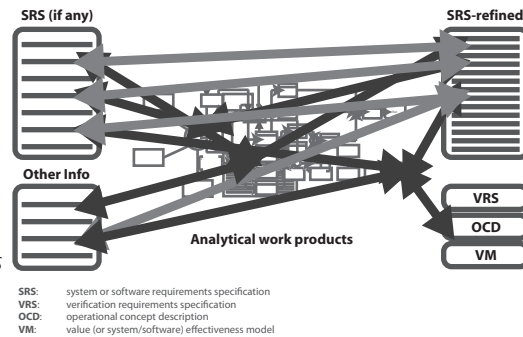 SRS (if any)
SRS-refined
Other Info
VRS
OCD
VM
Analytical work products
SRS: system or software requirements specification
VRS: verification requirements specification
OCD: operational concept description
VM: value (or system/software) effectiveness model